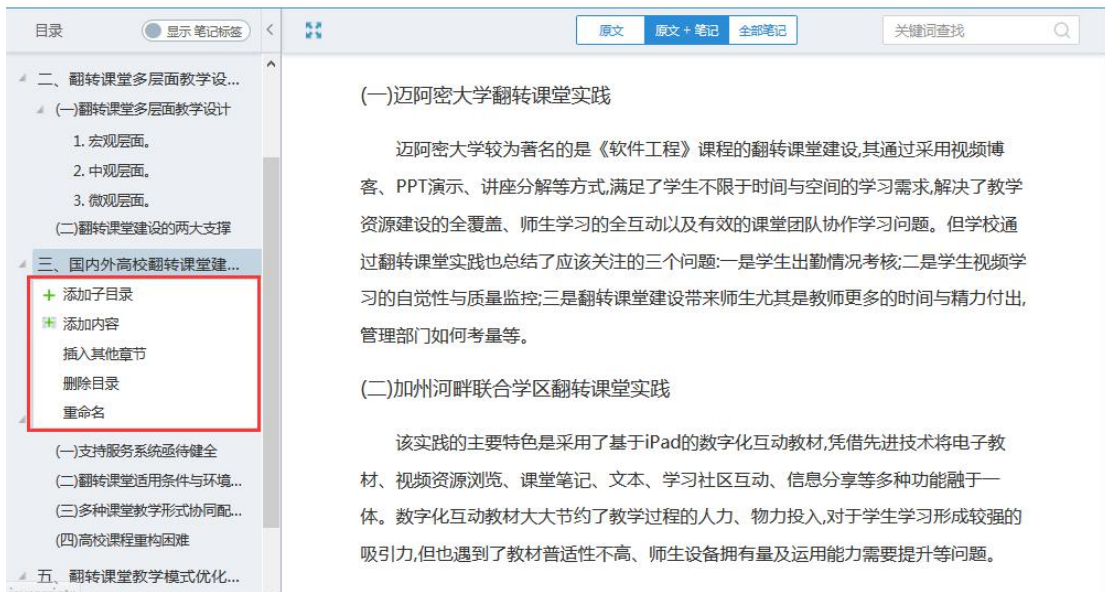 目录
显示 笔记标签
原文
原文 + 笔记
全部笔记
关键词查找
二、翻转课堂多层面教学设...
(一)翻转课堂多层面教学设计
1. 宏观层面。
2. 中观层面。
3. 微观层面。
(二)翻转课堂建设的两大支撑
三、国内外高校翻转课堂建...
添加子目录
添加内容
插入其他章节
删除目录
重命名
(一)支持服务系统亟待健全
(二)翻转课堂适用条件与环境...
(三)多种课堂教学形式协同配...
(四)高校课程重构困难
五、翻转课堂教学模式优化...
(一)迈阿密大学翻转课堂实践
迈阿密大学较为著名的是《软件工程》课程的翻转课堂建设,其通过采用视频博
客、PPT演示、讲座分解等方式,满足了学生不限于时间与空间的学习需求,解决了教学
资源建设的全覆盖、师生学习的全互动以及有效的课堂团队协作学习问题。但学校通
过翻转课堂实践也总结了应该关注的三个问题:一是学生出勤情况考核;二是学生视频学
习的自觉性与质量监控;三是翻转课堂建设带来师生尤其是教师更多的时间与精力付出,
管理部门如何考量等。
(二)加州河畔联合学区翻转课堂实践
该实践的主要特色是采用了基于iPad的数字化互动教材,凭借先进技术将电子教
材、视频资源浏览、课堂笔记、文本、学习社区互动、信息分享等多种功能融于一
体。数字化互动教材大大节约了教学过程的人力、物力投入,对于学生学习形成较强的
吸引力,但也遇到了教材普适性不高、师生设备拥有量及运用能力需要提升等问题。